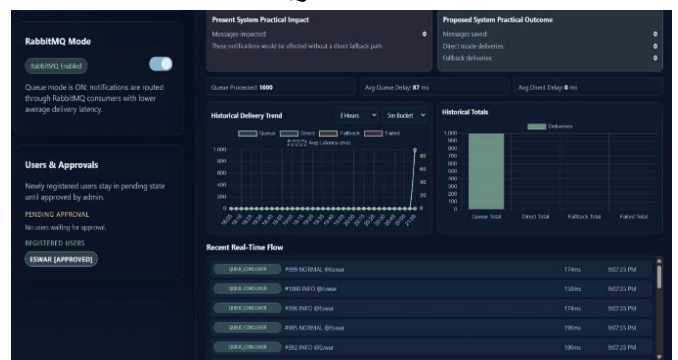 RabbitMQ Mode
RabbitMQ Enabled
Queue mode is ON: notifications are routed
through RabbitMQ consumers with lower
average delivery latency.
Users & Approvals
Newly registered users stay in pending state
until approved by admin.
PENDING APPROVAL
No users waiting for approval.
REGISTERED USERS
ESWAR [APPROVED]
Present System Practical Impact
Messages impacted: 0
These notifications would be affected without a direct fallback path.
Proposed System Practical Outcome
Messages saved: 0
Direct mode deliveries: 0
Fallback deliveries: 0
Queue Processed: 1000
Avg Queue Delay: 87 ms
Avg Direct Delay: 0 ms
Historical Delivery Trend
3 Hours
5m Bucket
Queue Direct Fallback Failed
Avg Latency (ms)
1,000
800
600
400
200
0
80
60
40
20
0
Historical Totals
Deliveries
1,000
900
800
700
600
500
400
300
200
100
0
Queue Total Direct Total Fallback Total Failed Total
Recent Real-Time Flow
QUEUE_CONSUMER #999 NORMAL @Eswar 174ms 9:07:35 PM
QUEUE_CONSUMER #1000 INFO @Eswar 150ms 9:07:35 PM
QUEUE_CONSUMER #996 INFO @Eswar 174ms 9:07:35 PM
QUEUE_CONSUMER #995 NORMAL @Eswar 190ms 9:07:35 PM
QUEUE_CONSUMER #992 INFO @Eswar 190ms 9:07:35 PM